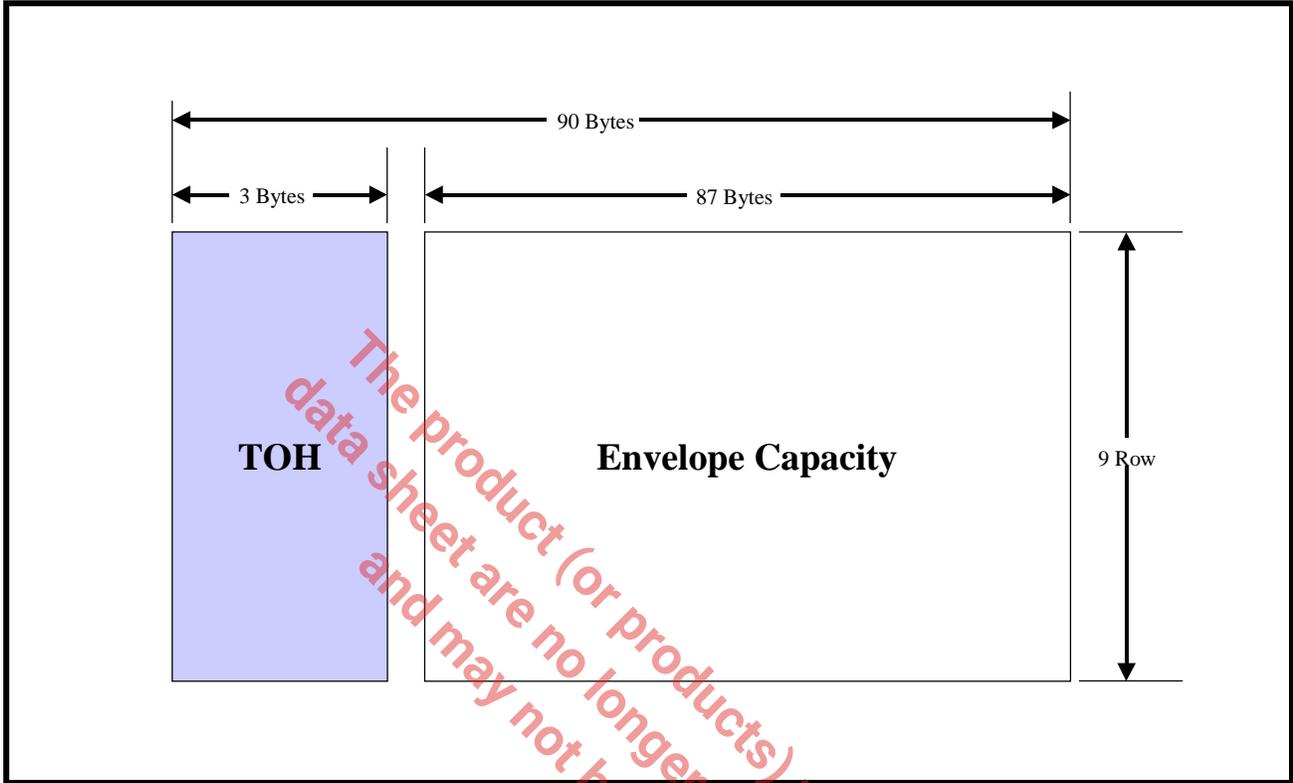 90 Bytes
3 Bytes
87 Bytes
TOH
Envelope Capacity
9 Row
The product (or products)
data sheet are no longer
and may not